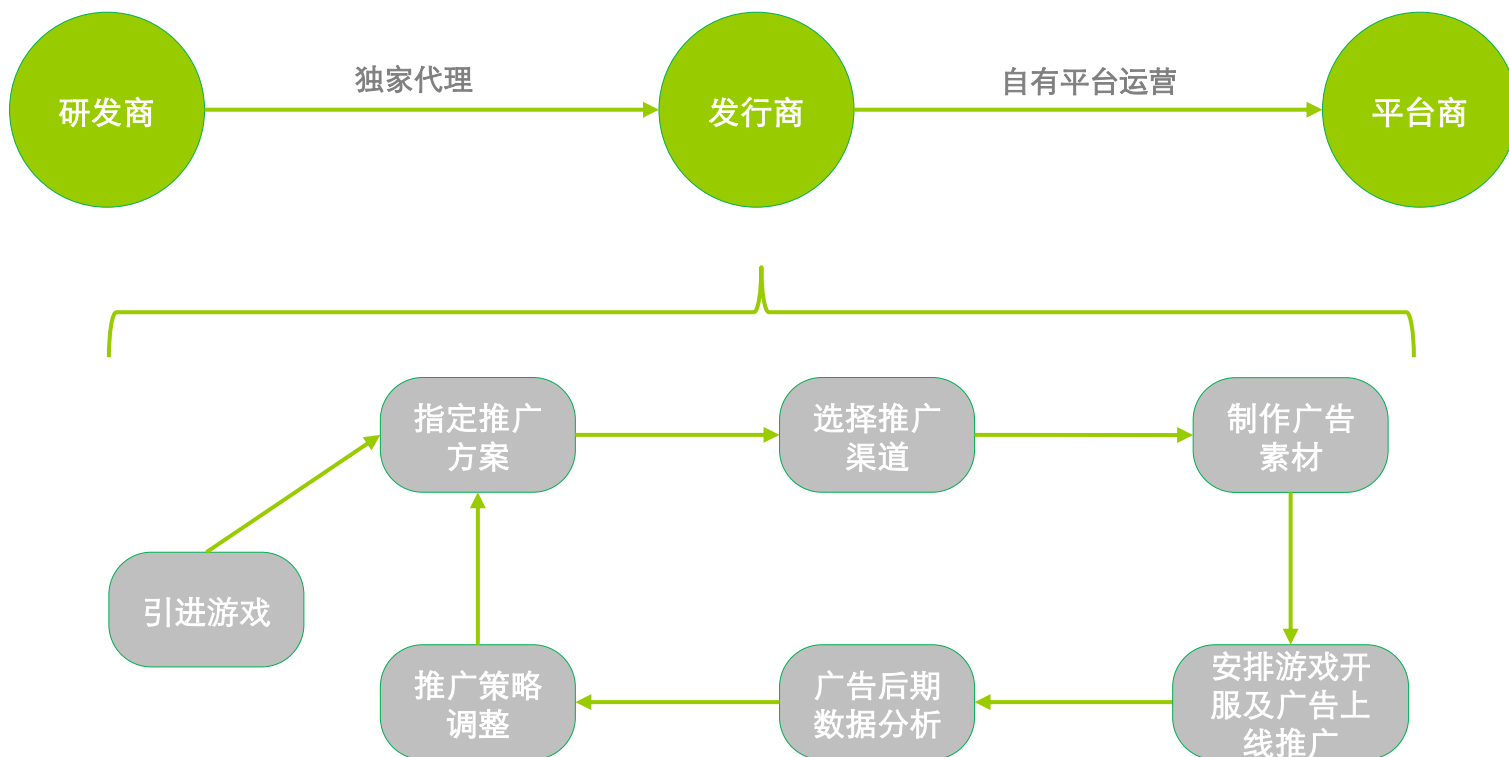 独家代理
自有平台运营
研发商
发行商
平台商
指定推广
方案
选择推广
渠道
制作广告
素材
引进游戏
推广策略
调整
广告后期
数据分析
安排游戏开
服及广告上
线推广